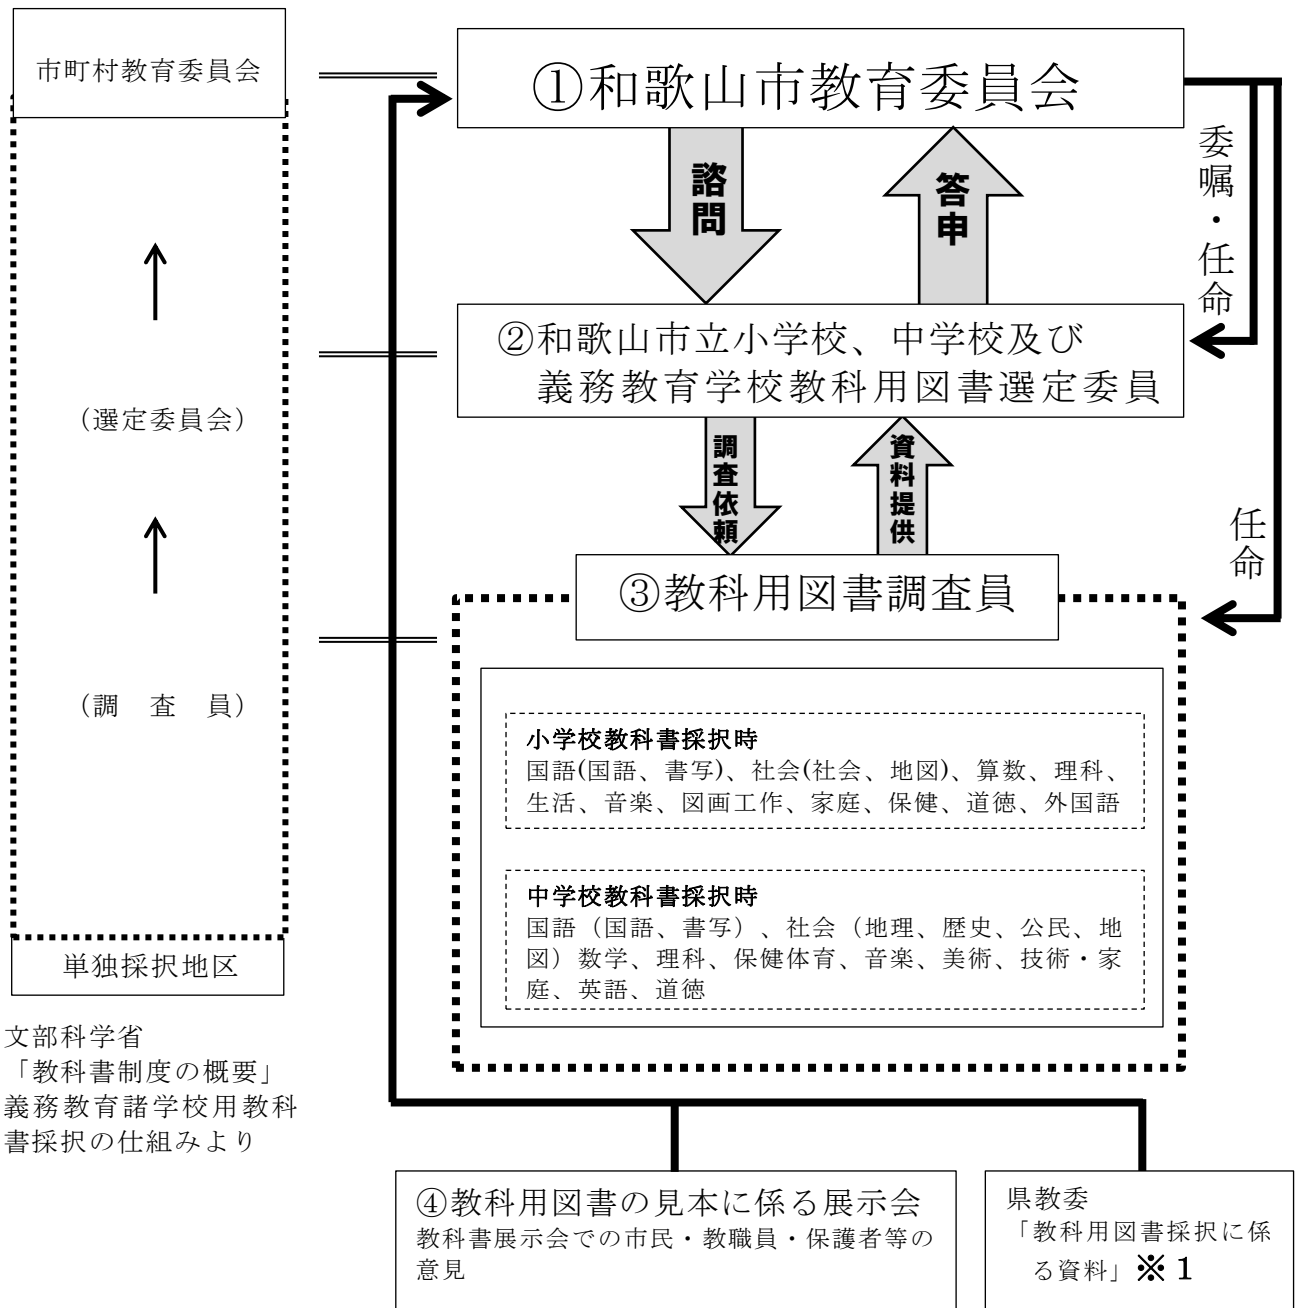 市町村教育委員会
①和歌山市教育委員会
委嘱・任命
諮問
答申
②和歌山市立小学校、中学校及び
義務教育学校教科用図書選定委員
（選定委員会）
調査依頼
資料提供
任命
③教科用図書調査員
（調　査　員）
小学校教科書採択時
国語(国語、書写)、社会(社会、地図)、算数、理科、
生活、音楽、図画工作、家庭、保健、道徳、外国語
中学校教科書採択時
国語（国語、書写）、社会（地理、歴史、公民、地
図）数学、理科、保健体育、音楽、美術、技術・家
庭、英語、道徳
単独採択地区
文部科学省
「教科書制度の概要」
義務教育諸学校用教科
書採択の仕組みより
④教科用図書の見本に係る展示会
教科書展示会での市民・教職員・保護者等の
意見
県教委
「教科用図書採択に係
る資料」※1